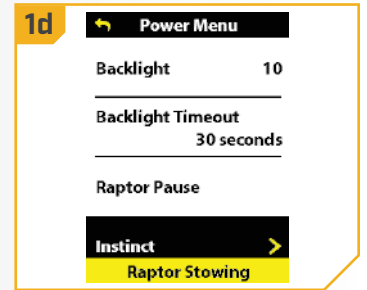 1d
Power Menu
Backlight 10
Backlight Timeout
30 seconds
Raptor Pause
Instinct >
Raptor Stowing